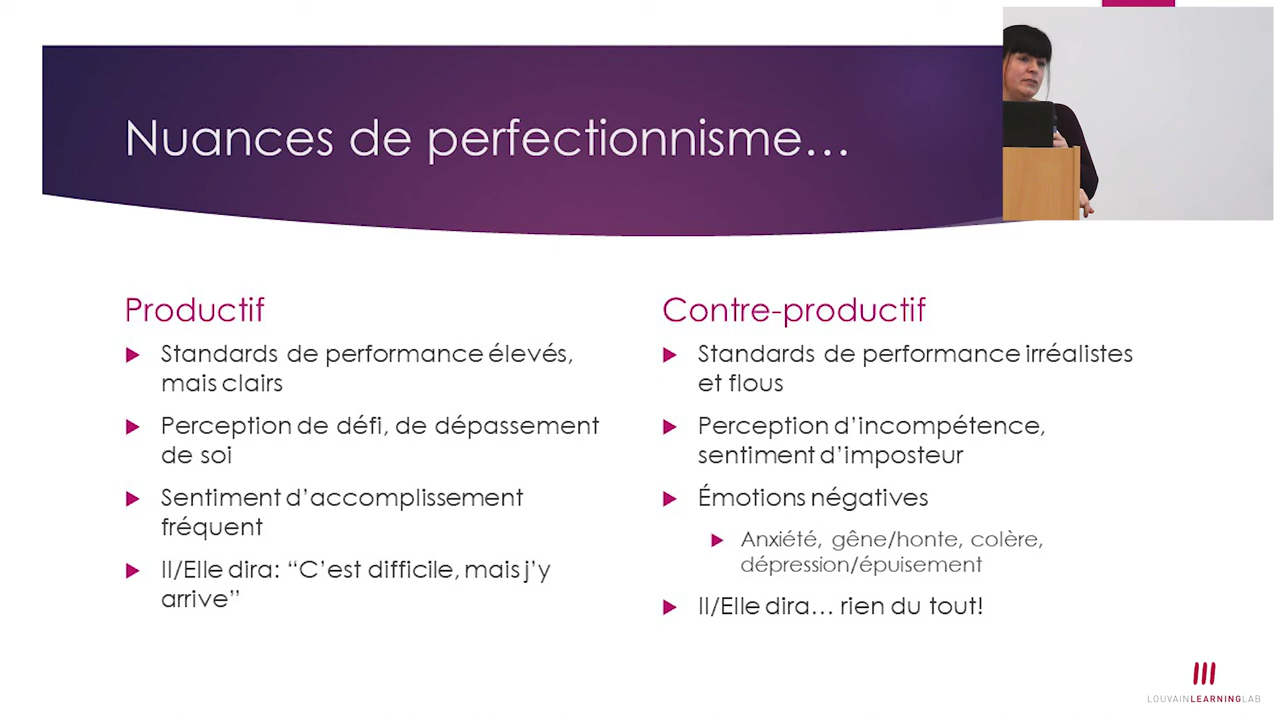 Nuances de perfectionnisme...
Productif
Standards de performance élevés,
mais clairs
Perception de défi, de dépassement
de soi
Sentiment d’accomplissement
fréquent
Il/Elle dira: “C’est difficile, mais j’y
arrive”
Contre-productif
Standards de performance irréalistes
et flous
Perception d’incompétence,
sentiment d’imposteur
Émotions négatives
Anxiété, gêne/honte, colère,
dépression/épuisement
Il/Elle dira... rien du tout!
LOUVAINLEARNINGLAB